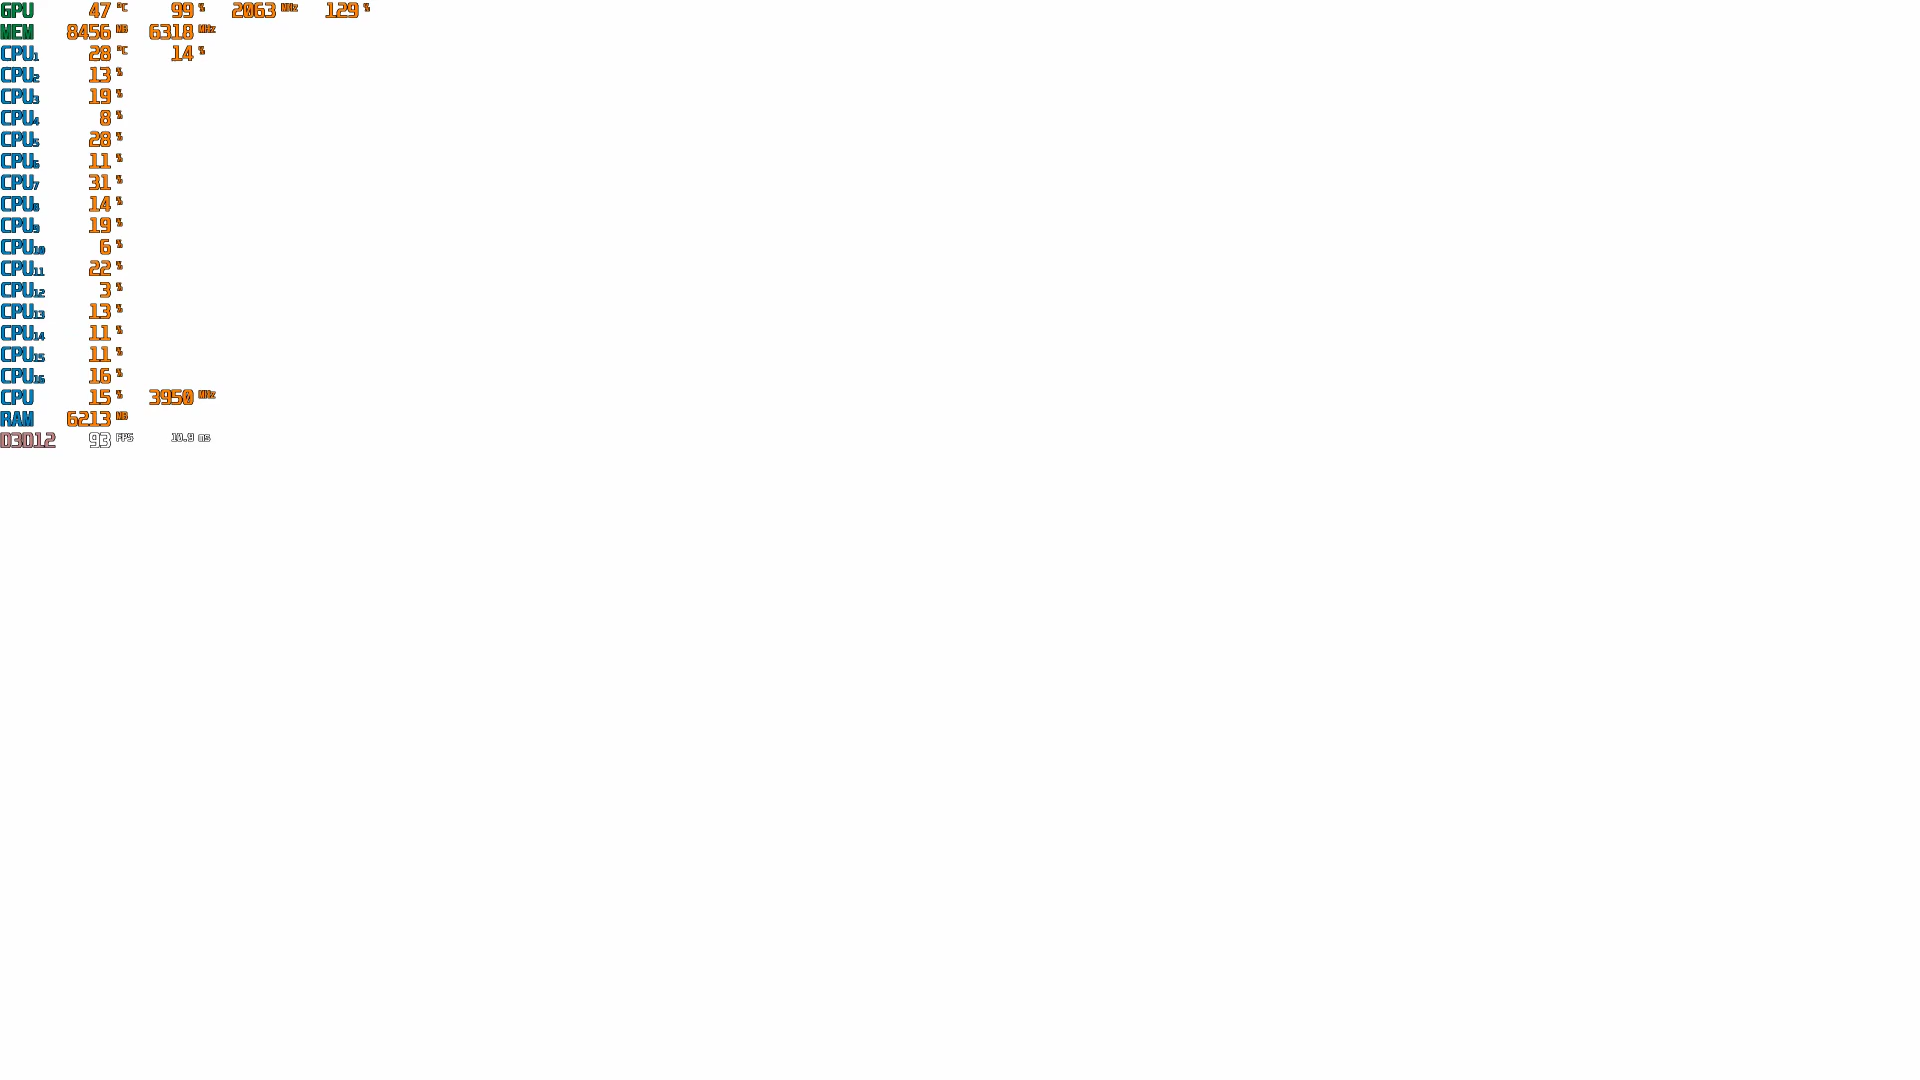 GPU 47 °C 99 % 2063 MHz 129 %
MEM 8456 MB 6318 MHz
CPU1 28 °C 14 %
CPU2 13 %
CPU3 19 %
CPU4 8 %
CPU5 28 %
CPU6 11 %
CPU7 31 %
CPU8 14 %
CPU9 19 %
CPU10 6 %
CPU11 22 %
CPU12 3 %
CPU13 13 %
CPU14 11 %
CPU15 11 %
CPU16 16 %
CPU 15 % 3950 MHz
RAM 6213 MB
D3D12 93 FPS 10.9 ms